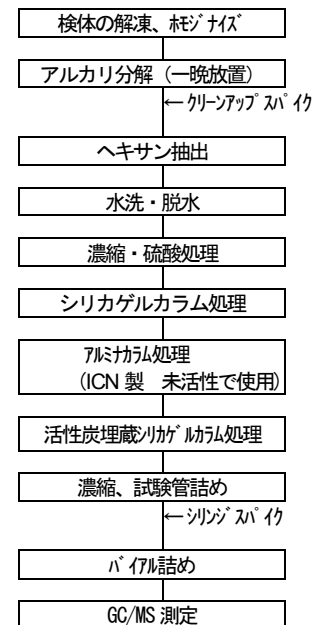 検体の解凍、ﾎﾓｼﾞﾅｲｽﾞ
アルカリ分解（一晩放置）
←ｸﾘｰﾝｱｯﾌﾟｽﾊﾟｲｸ
ヘキサン抽出
水洗・脱水
濃縮・硫酸処理
シリカゲルカラム処理
ｱﾙﾐﾅｶﾗﾑ処理
(ICN 製　未活性で使用)
活性炭埋蔵ｼﾘｶｹﾞﾙｶﾗﾑ処理
濃縮、試験管詰め
←ｼﾘﾝｼﾞｽﾊﾟｲｸ
ﾊﾞｲｱﾙ詰め
GC/MS 測定